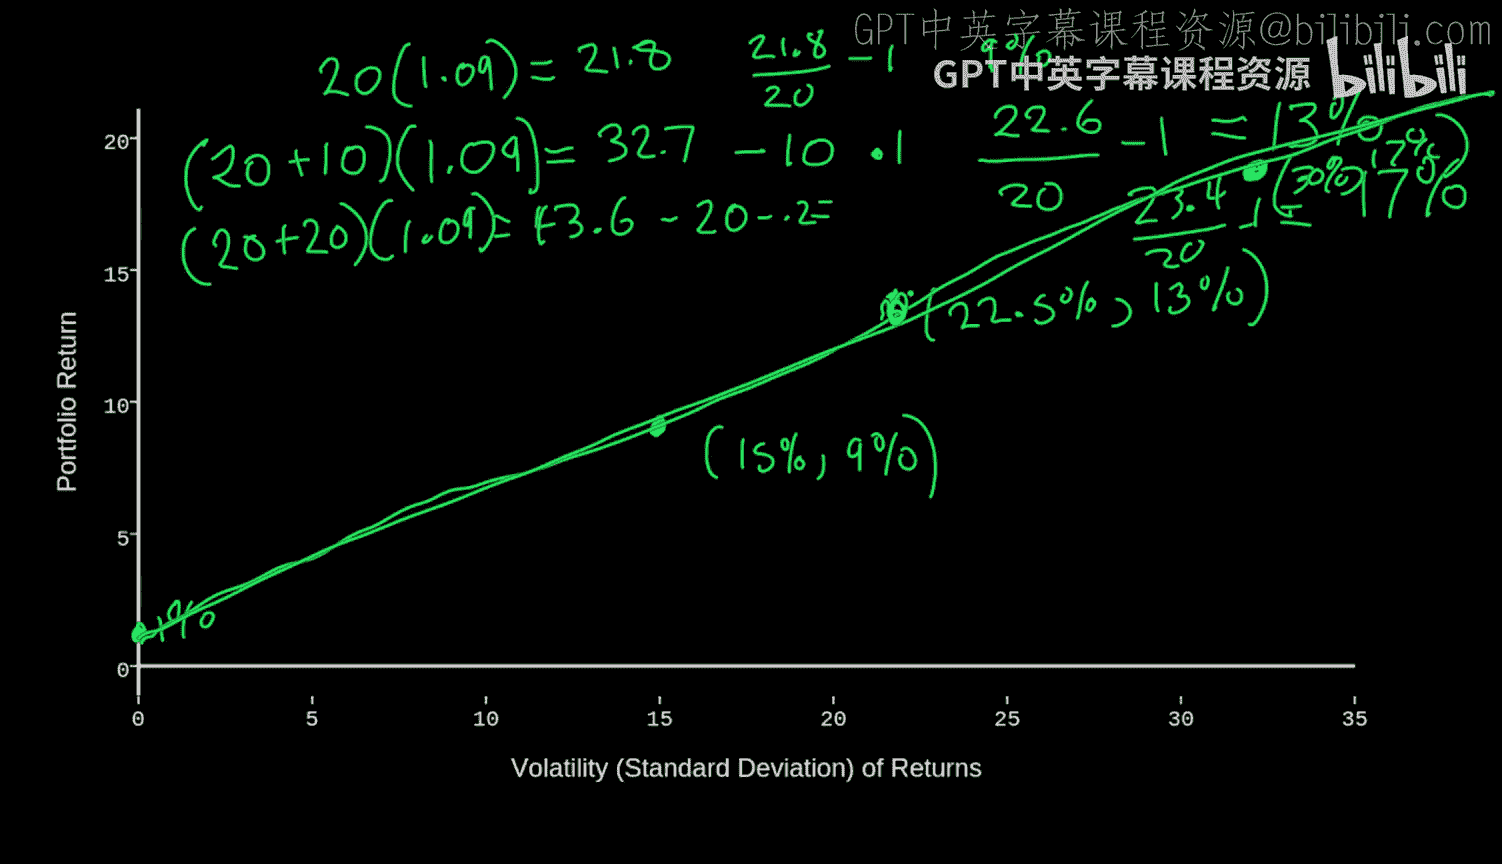 GPT中英字幕课程资源@bilibili.com
GPT中英字幕课程资源 bilibili
20(1.09)=21.8 21.8/20 -1 9%
(20+10)(1.09)=32.7 -10 .1 22.6/20 -1 =13%
(20+20)(1.09)= 43.6 -20-.2= 23.4/20 -1 = 17%
(30%, 17%)
(22.5%, 13%)
(15%, 9%)
1%
Portfolio Return
20
15
10
5
0
0 5 10 15 20 25 30 35
Volatility (Standard Deviation) of Returns